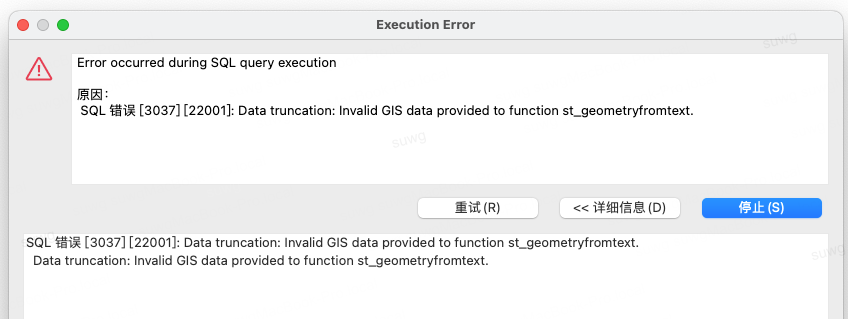 Execution Error
suwg
Error occurred during SQL query execution
原因：
SQL 错误 [3037] [22001]: Data truncation: Invalid GIS data provided to function st_geometryfromtext.
suwg
重试(R)
<< 详细信息(D)
停止(S)
SQL 错误 [3037] [22001]: Data truncation: Invalid GIS data provided to function st_geometryfromtext.
suwg
Data truncation: Invalid GIS data provided to function st_geometryfromtext.